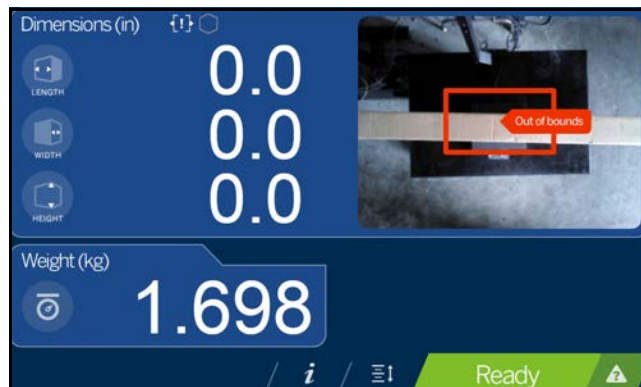 Dimensions (in)
LENGTH
0.0
WIDTH
0.0
HEIGHT
0.0
Out of bounds
Weight (kg)
1.698
i
Ready
?